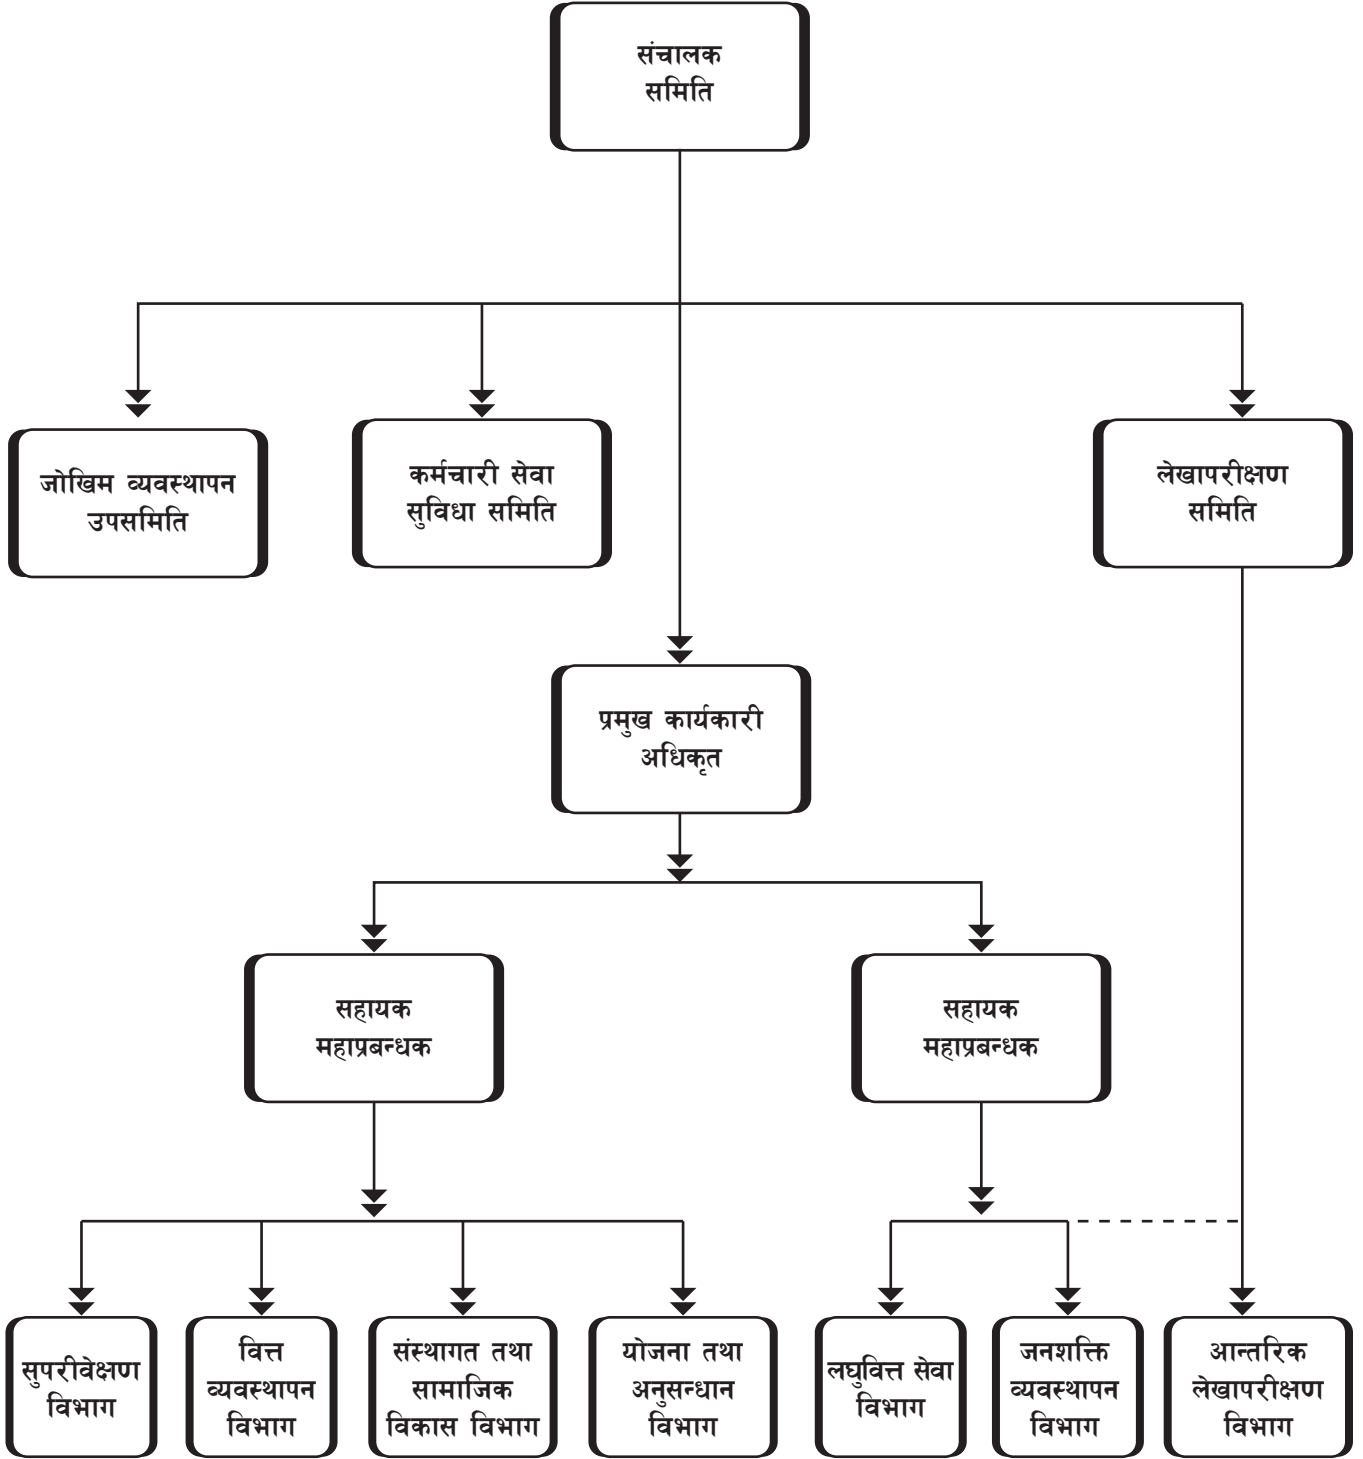 संचालक
समिति
जोखिम व्यवस्थापन
उपसमिति
कर्मचारी सेवा
सुविधा समिति
लेखापरीक्षण
समिति
प्रमुख कार्यकारी
अधिकृत
सहायक
महाप्रबन्धक
सहायक
महाप्रबन्धक
सुपरीवेक्षण
विभाग
वित्त
व्यवस्थापन
विभाग
संस्थागत तथा
सामाजिक
विकास विभाग
योजना तथा
अनुसन्धान
विभाग
लघुवित्त सेवा
विभाग
जनशक्ति
व्यवस्थापन
विभाग
आन्तरिक
लेखापरीक्षण
विभाग